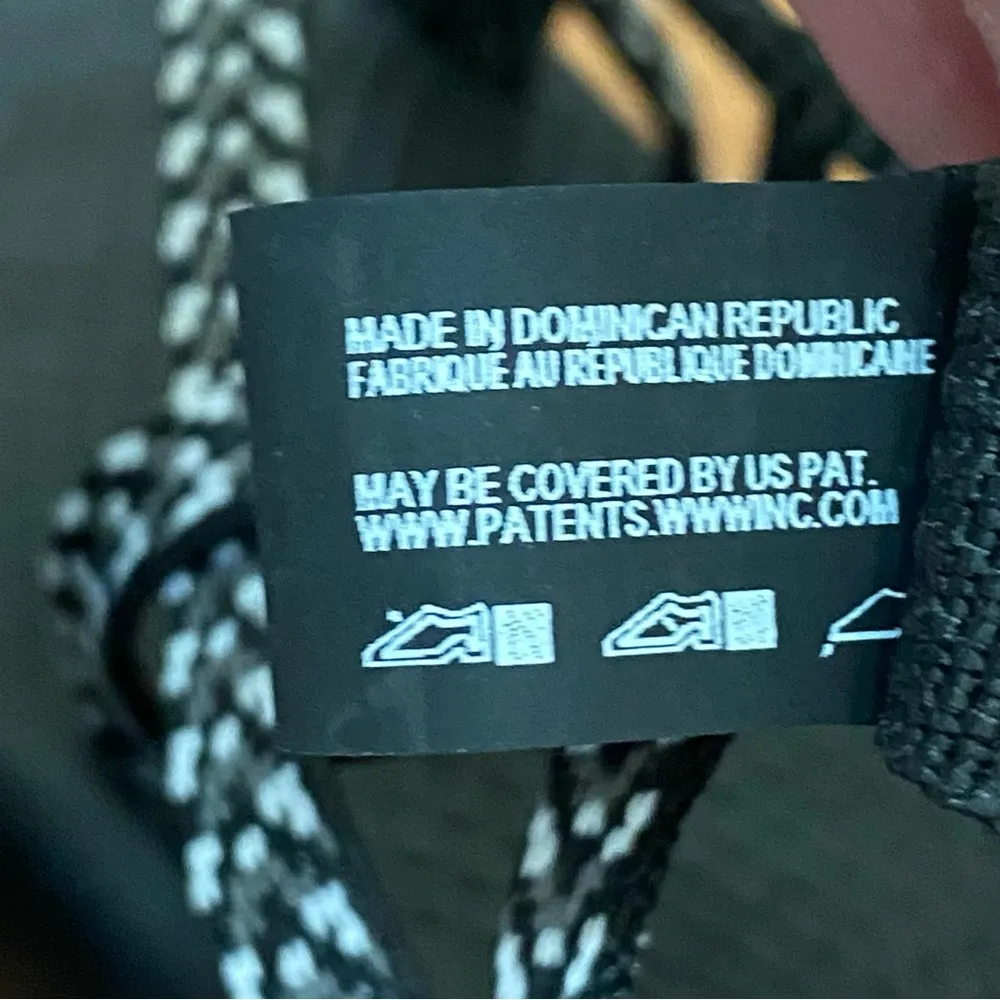 MADE IN DOMINICAN REPUBLIC
FABRIQUE AU REPUBLIQUE DOMINICAINE
MAY BE COVERED BY US PAT.
WWW.PATENTS.WWWINC.COM